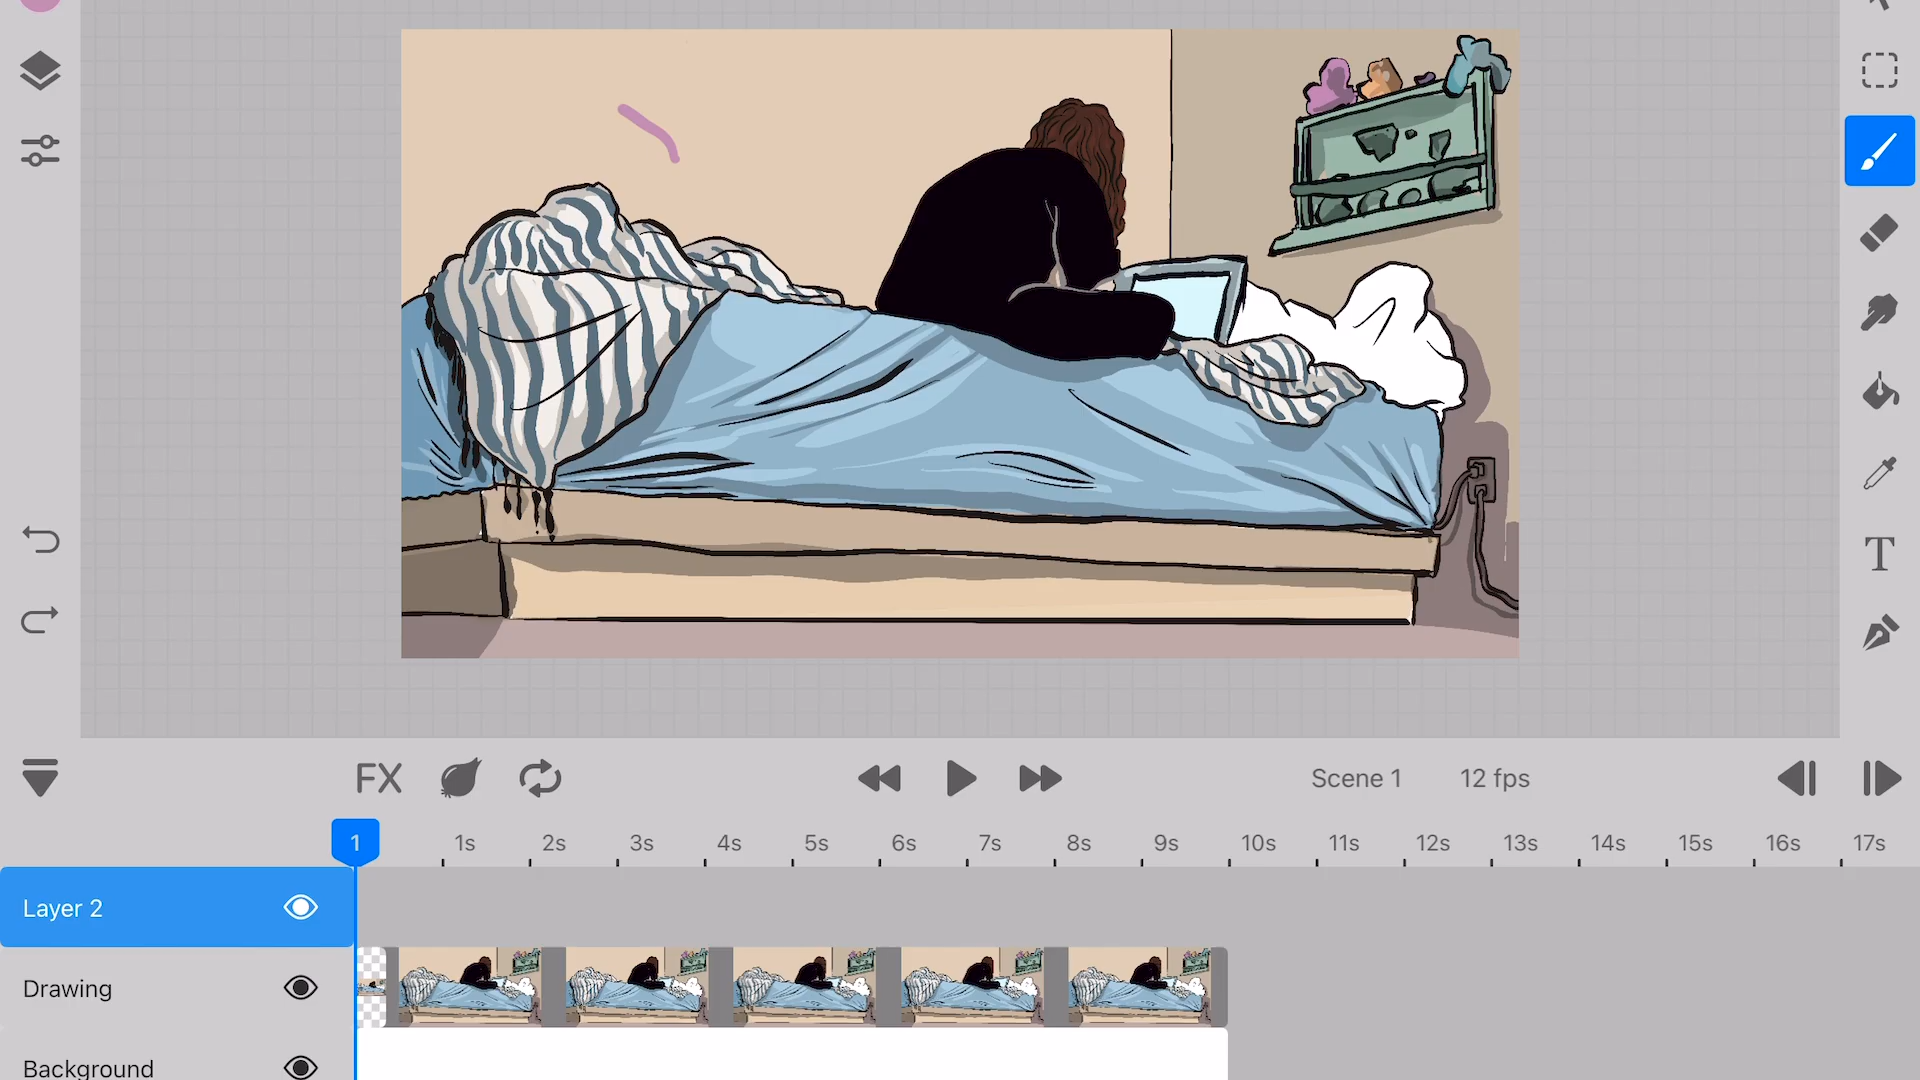 T
FX
Scene 1
12 fps
1
1s
2s
3s
4s
5s
6s
7s
8s
9s
10s
11s
12s
13s
14s
15s
16s
17s
Layer 2
Drawing
Background